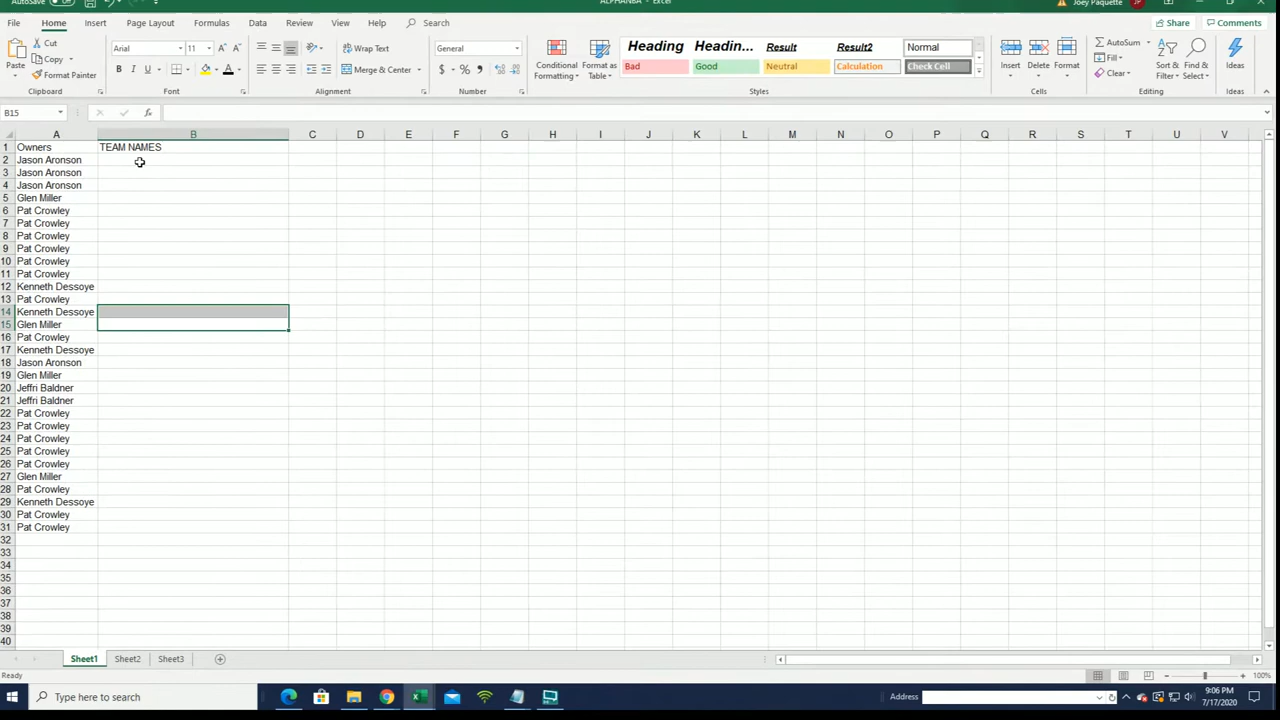 AutoSave
ALPHANBA - Excel
Joey Paquette
JP
File Home Insert Page Layout Formulas Data Review View Help Search
Share Comments
Cut
Copy
Format Painter
Paste
Clipboard
Arial 11
B I U
Font
Wrap Text
Merge & Center
Alignment
General
$ % ,
Number
Conditional Formatting
Format as Table
Heading Headin... Result Result2 Normal
Bad Good Neutral Calculation Check Cell
Styles
Insert Delete Format
Cells
AutoSum
Fill
Clear
Sort & Filter
Find & Select
Editing
Ideas
Ideas
B15 fx
A B C D E F G H I J K L M N O P Q R S T U V
1 Owners TEAM NAMES
2 Jason Aronson
3 Jason Aronson
4 Jason Aronson
5 Glen Miller
6 Pat Crowley
7 Pat Crowley
8 Pat Crowley
9 Pat Crowley
10 Pat Crowley
11 Pat Crowley
12 Kenneth Dessoye
13 Pat Crowley
14 Kenneth Dessoye
15 Glen Miller
16 Pat Crowley
17 Kenneth Dessoye
18 Jason Aronson
19 Glen Miller
20 Jeffri Baldner
21 Jeffri Baldner
22 Pat Crowley
23 Pat Crowley
24 Pat Crowley
25 Pat Crowley
26 Pat Crowley
27 Glen Miller
28 Pat Crowley
29 Kenneth Dessoye
30 Pat Crowley
31 Pat Crowley
32
33
34
35
36
37
38
39
40
Sheet1 Sheet2 Sheet3
Ready
100%
Type here to search
Address
9:06 PM
7/17/2020